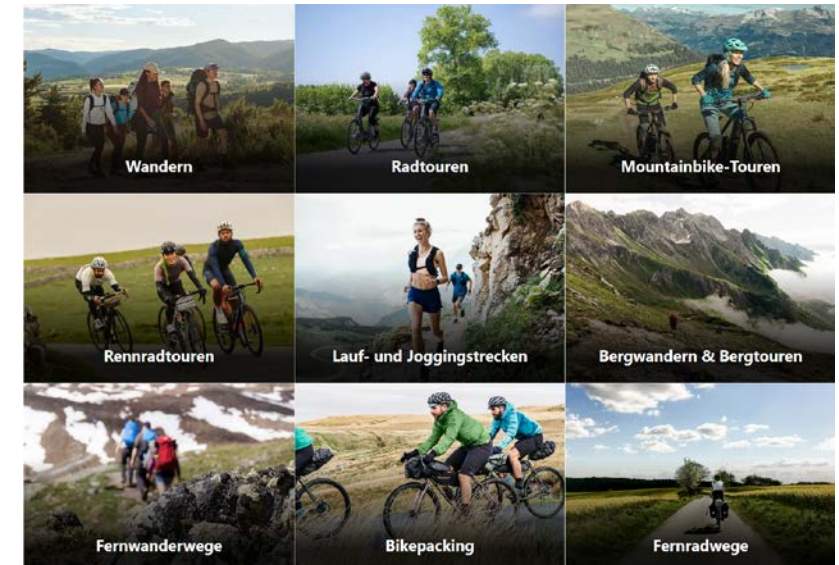 Wandern
Radtouren
Mountainbike-Touren
Rennradtouren
Lauf- und Joggingstrecken
Bergwandern & Bergtouren
Fernwanderwege
Bikepacking
Fernradwege